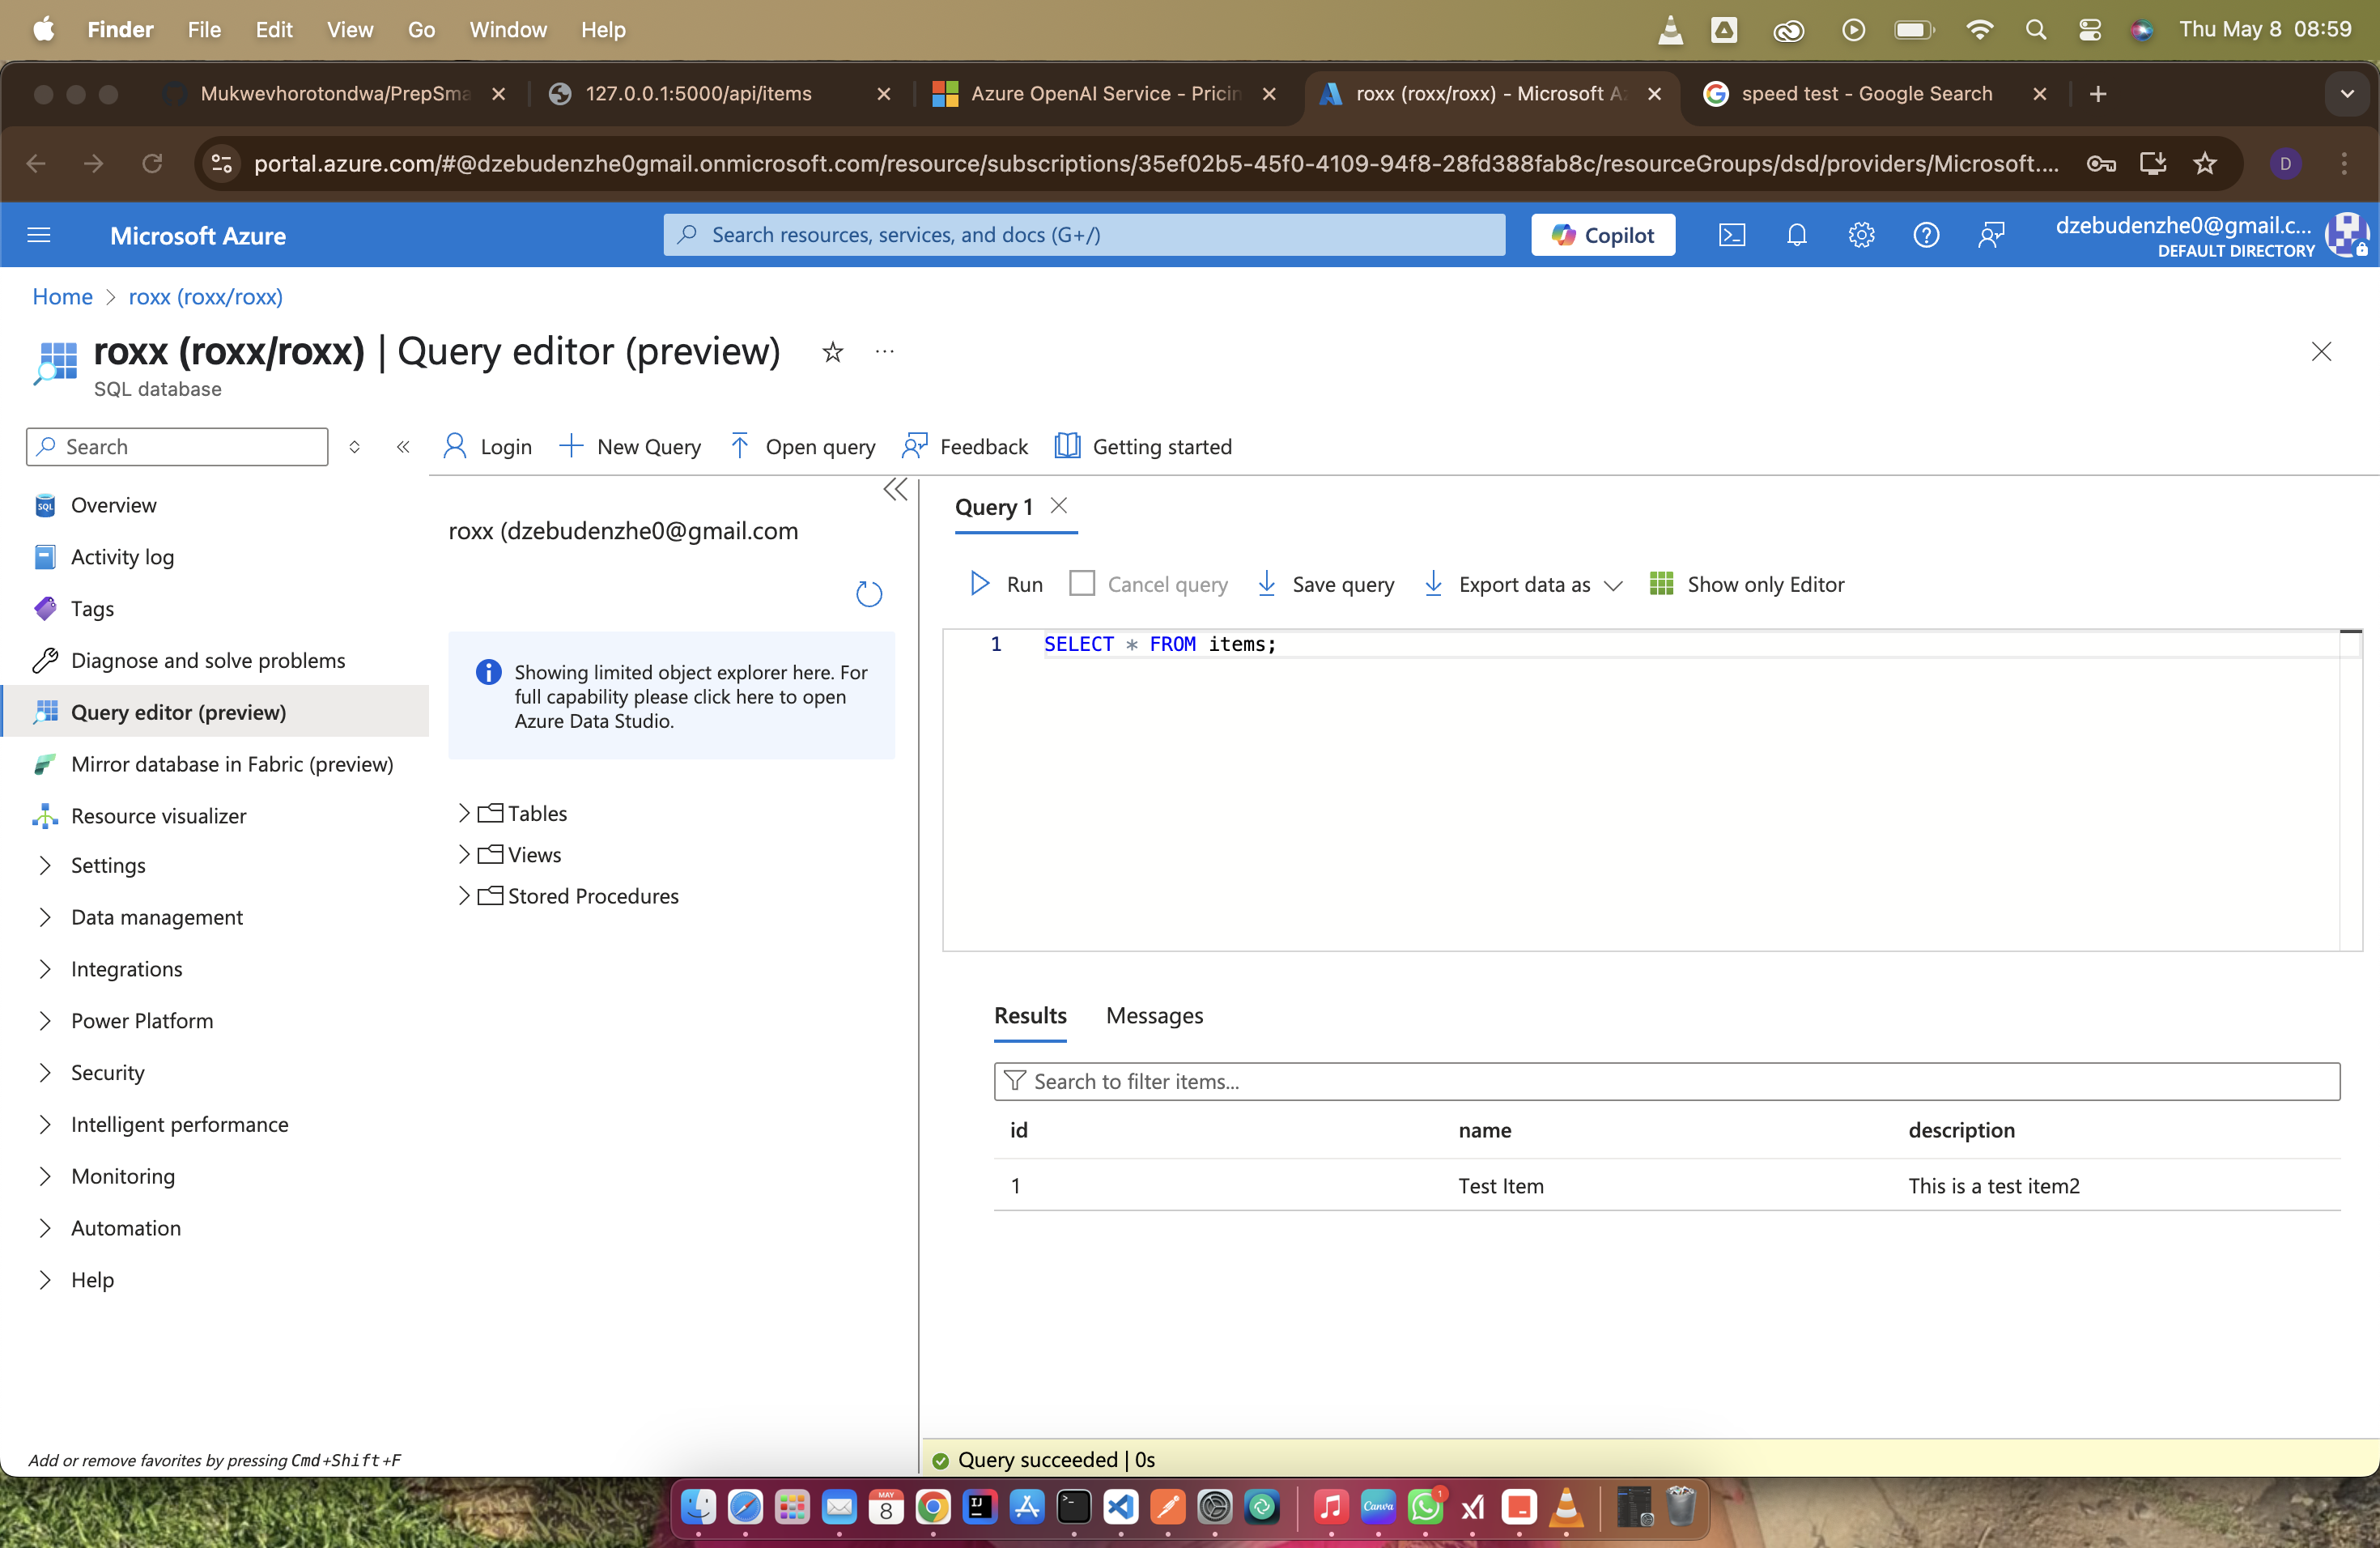 Finder File Edit View Go Window Help Thu May 8 08:59
Mukwevhorotondwa/PrepSma 127.0.0.1:5000/api/items Azure OpenAI Service - Pricin roxx (roxx/roxx) - Microsoft Az speed test - Google Search
portal.azure.com/#@dzebudenzhe0gmail.onmicrosoft.com/resource/subscriptions/35ef02b5-45f0-4109-94f8-28fd388fab8c/resourceGroups/dsd/providers/Microsoft.... D
Microsoft Azure Search resources, services, and docs (G+/) Copilot dzebudenzhe0@gmail.c...
DEFAULT DIRECTORY
Home > roxx (roxx/roxx)
roxx (roxx/roxx) | Query editor (preview) ...
SQL database
Search
Login New Query Open query Feedback Getting started
Overview
Activity log
Tags
Diagnose and solve problems
Query editor (preview)
Mirror database in Fabric (preview)
Resource visualizer
Settings
Data management
Integrations
Power Platform
Security
Intelligent performance
Monitoring
Automation
Help
Add or remove favorites by pressing Cmd+Shift+F
roxx (dzebudenzhe0@gmail.com
Showing limited object explorer here. For
full capability please click here to open
Azure Data Studio.
Tables
Views
Stored Procedures
Query 1
Run Cancel query Save query Export data as Show only Editor
1 SELECT * FROM items;
Results Messages
Search to filter items...
id name description
1 Test Item This is a test item2
Query succeeded | 0s
MAY
8
Canva
1